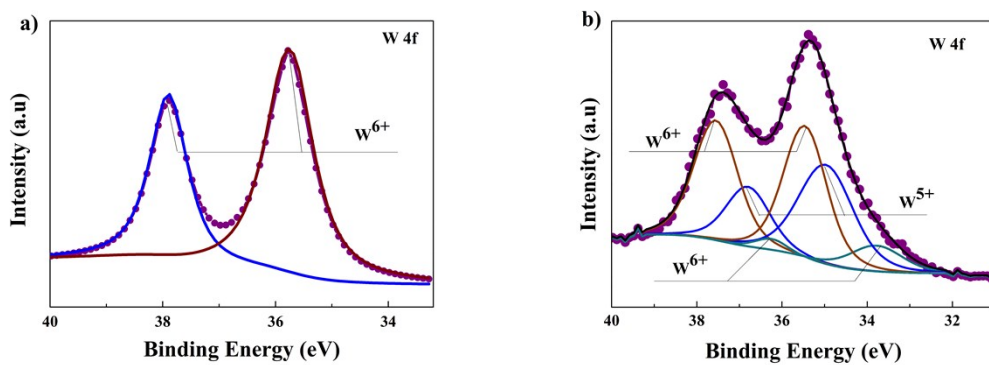 a)
W 4f
W6+
Intensity (a.u)
40 38 36 34
Binding Energy (eV)
b)
W 4f
W6+
W5+
W6+
Intensity (a.u)
40 38 36 34 32
Binding Energy (eV)